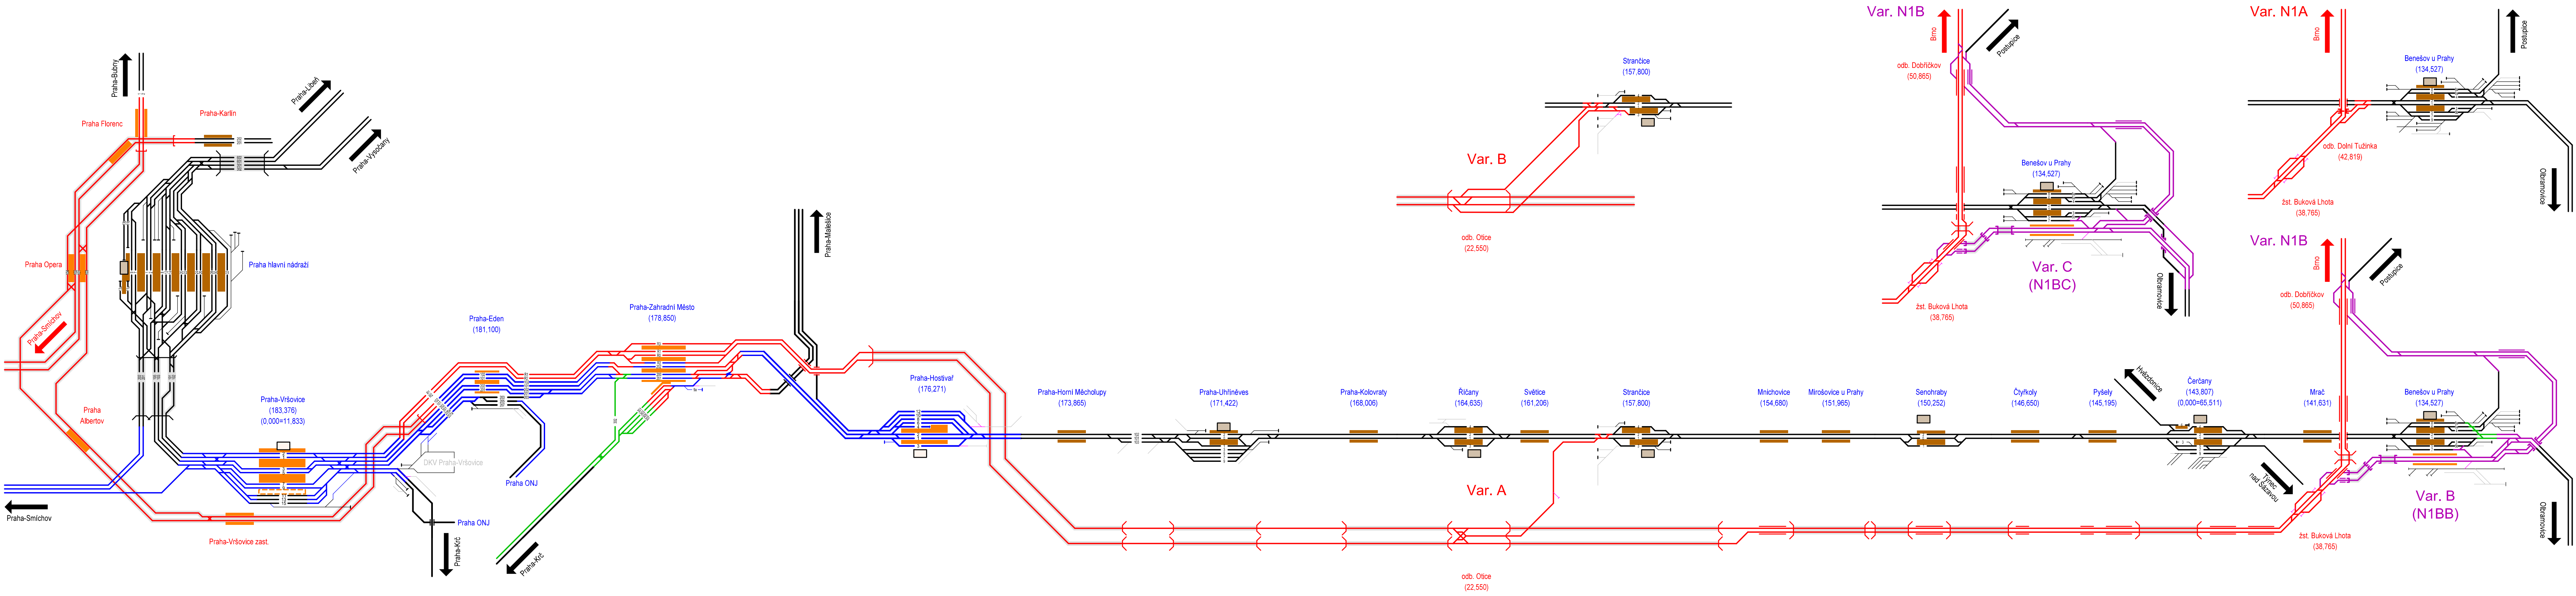 Praha-Bubny
Praha Florenc
Praha-Karlín
Praha-Libeň
Praha-Vysočany
Praha Opera
Praha hlavní nádraží
Praha-Smíchov
Praha
Albertov
Praha-Vršovice
(183,376)
(0,000=11,833)
DKV Praha-Vršovice
Praha-Smíchov
Praha-Vršovice zast.
Praha ONJ
Praha-Krč
Praha-Eden
(181,100)
Praha ONJ
Praha-Krč
Praha-Zahradní Město
(178,850)
Praha-Malešice
Praha-Hostivař
(176,271)
Praha-Horní Měcholupy
(173,865)
Praha-Uhříněves
(171,422)
Praha-Kolovraty
(168,006)
Říčany
(164,635)
Světice
(161,206)
Strančice
(157,800)
Mnichovice
(154,680)
Mirošovice u Prahy
(151,965)
Senohraby
(150,252)
Čtyřkoly
(146,650)
Pyšely
(145,195)
Hvězdonice
Čerčany
(143,807)
(0,000=65,511)
Týnec
nad Sázavou
Mrač
(141,631)
Benešov u Prahy
(134,527)
Var. A
odb. Otice
(22,550)
Var. B
odb. Otice
(22,550)
Strančice
(157,800)
Var. N1B
Brno
Postupice
odb. Dobříčkov
(50,865)
Benešov u Prahy
(134,527)
Var. C
(N1BC)
žst. Buková Lhota
(38,765)
Olbramovice
Var. N1A
Brno
Postupice
Benešov u Prahy
(134,527)
odb. Dolní Tužinka
(42,819)
žst. Buková Lhota
(38,765)
Olbramovice
Var. N1B
Brno
Postupice
odb. Dobříčkov
(50,865)
Var. B
(N1BB)
žst. Buková Lhota
(38,765)
Olbramovice